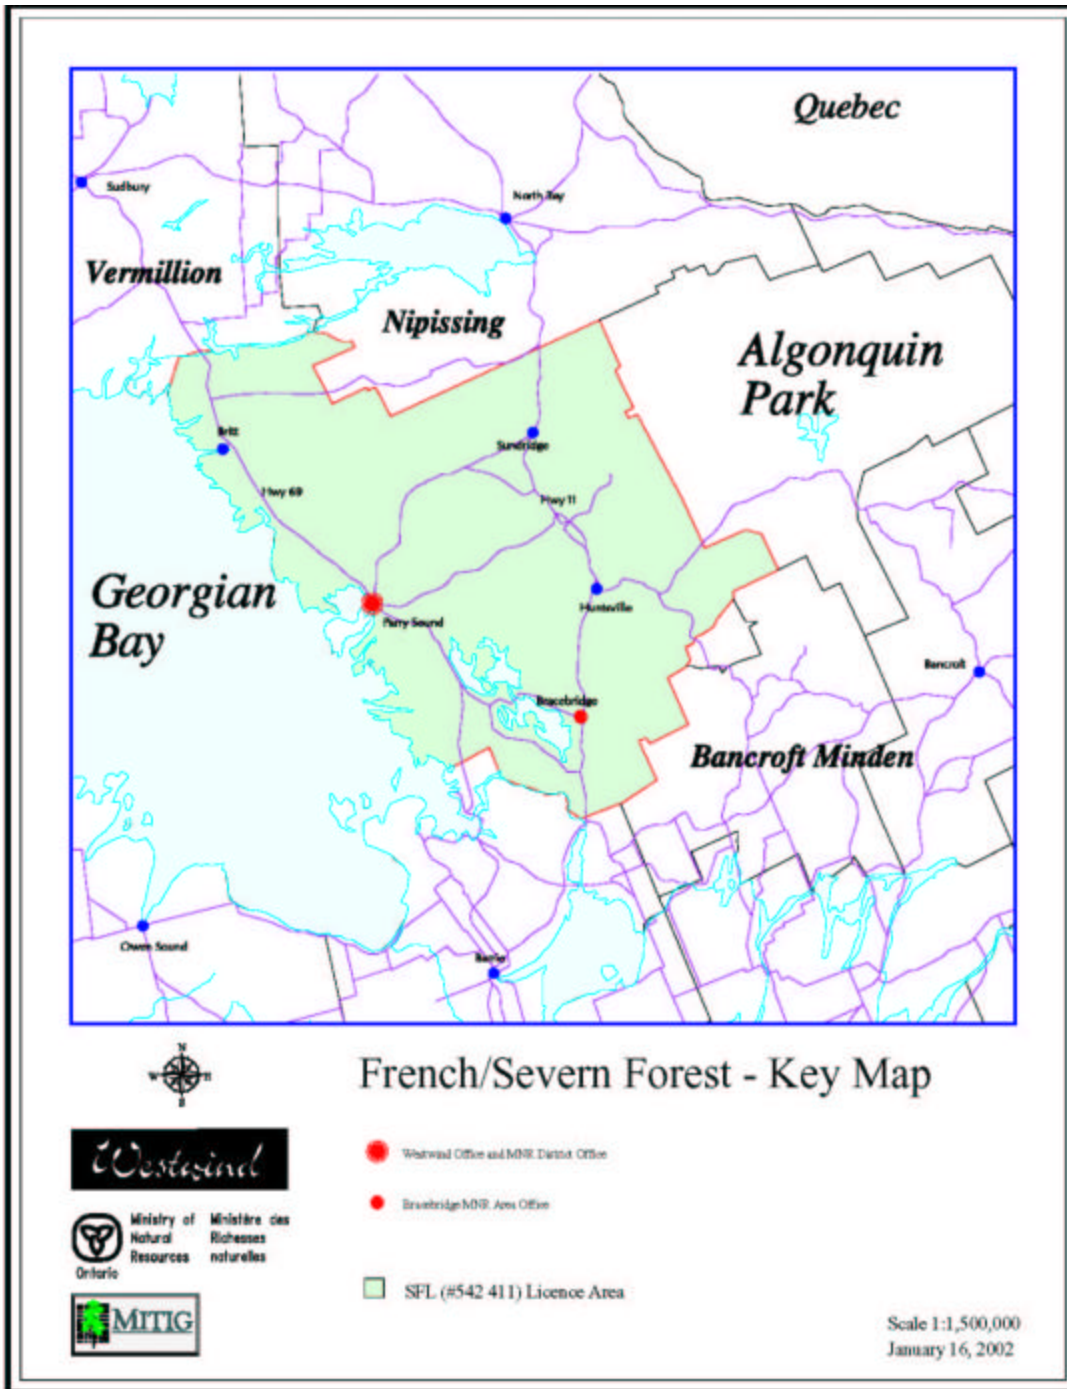 Quebec
Sudbury
North Bay
Vermillion
Nipissing
Algonquin
Park
Britt
Sundridge
Hwy 69
Hwy 11
Georgian
Bay
Huntsville
Parry Sound
Bancroft
Bracebridge
Bancroft Minden
Owen Sound
Barrie
N
W E
S
French/Severn Forest - Key Map
Westwind
Westwind Office and MNR District Office
Bracebridge MNR Area Office
Ministry of Ministère des
Natural Richesses
Resources naturelles
Ontario
SFL (#542 411) Licence Area
MITIG
Scale 1:1,500,000
January 16, 2002